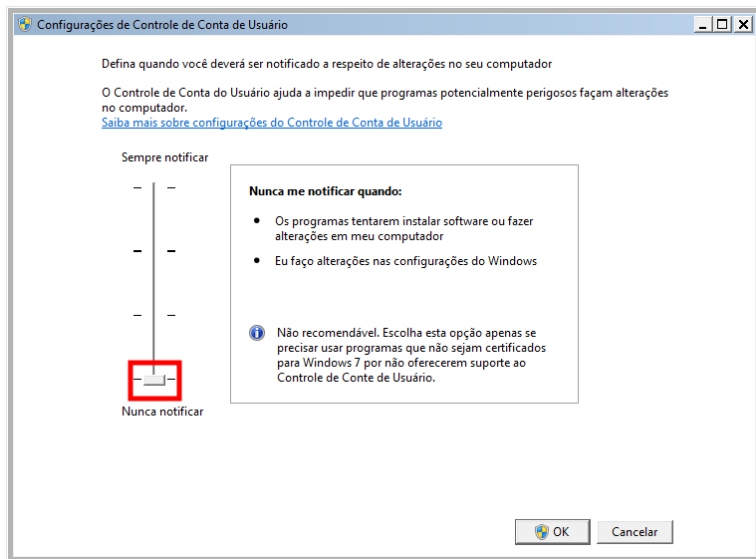 Configurações de Controle de Conta de Usuário
Defina quando você deverá ser notificado a respeito de alterações no seu computador
O Controle de Conta do Usuário ajuda a impedir que programas potencialmente perigosos façam alterações
no computador.
Saiba mais sobre configurações do Controle de Conta de Usuário
Sempre notificar
Nunca me notificar quando:
• Os programas tentarem instalar software ou fazer
alterações em meu computador
• Eu faço alterações nas configurações do Windows
Não recomendável. Escolha esta opção apenas se
precisar usar programas que não sejam certificados
para Windows 7 por não oferecerem suporte ao
Controle de Conte de Usuário.
Nunca notificar
OK
Cancelar